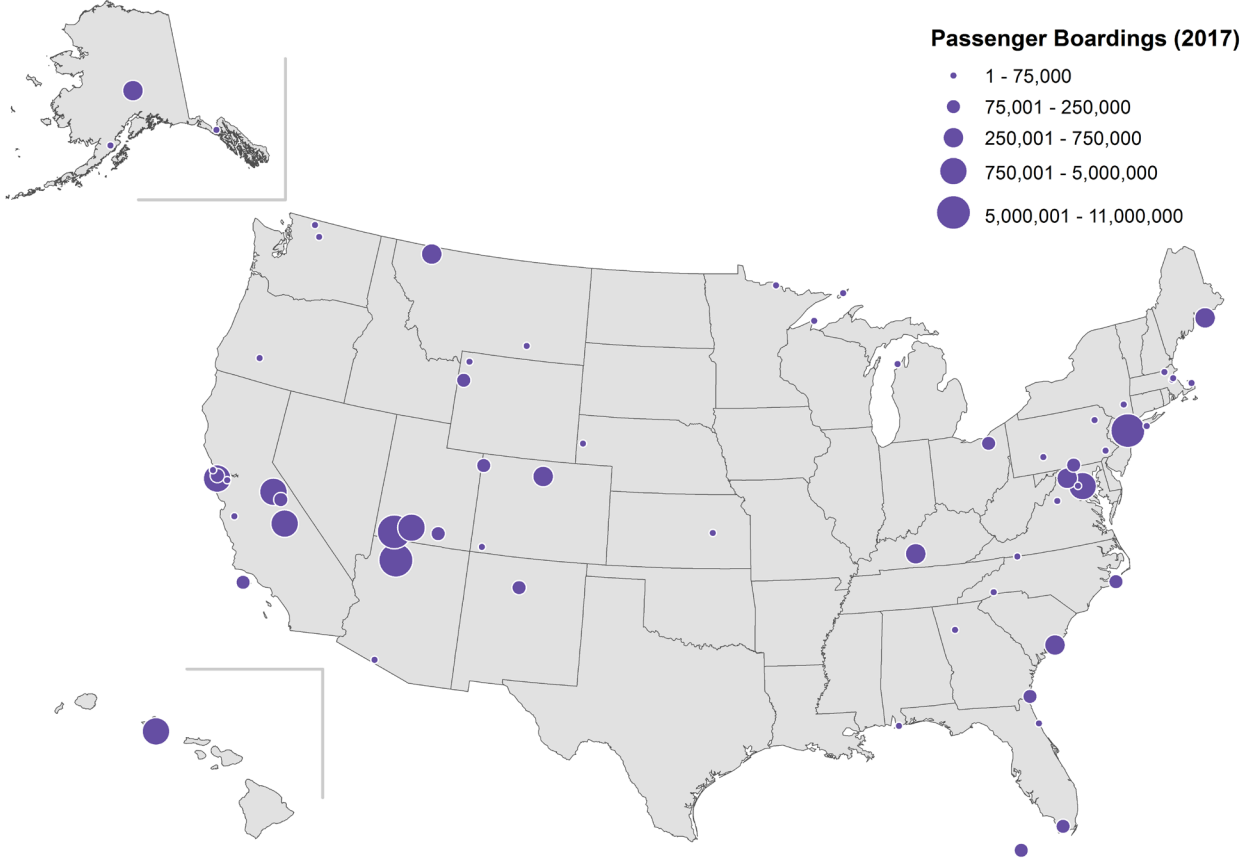 Passenger Boardings (2017)
1 - 75,000
75,001 - 250,000
250,001 - 750,000
750,001 - 5,000,000
5,000,001 - 11,000,000